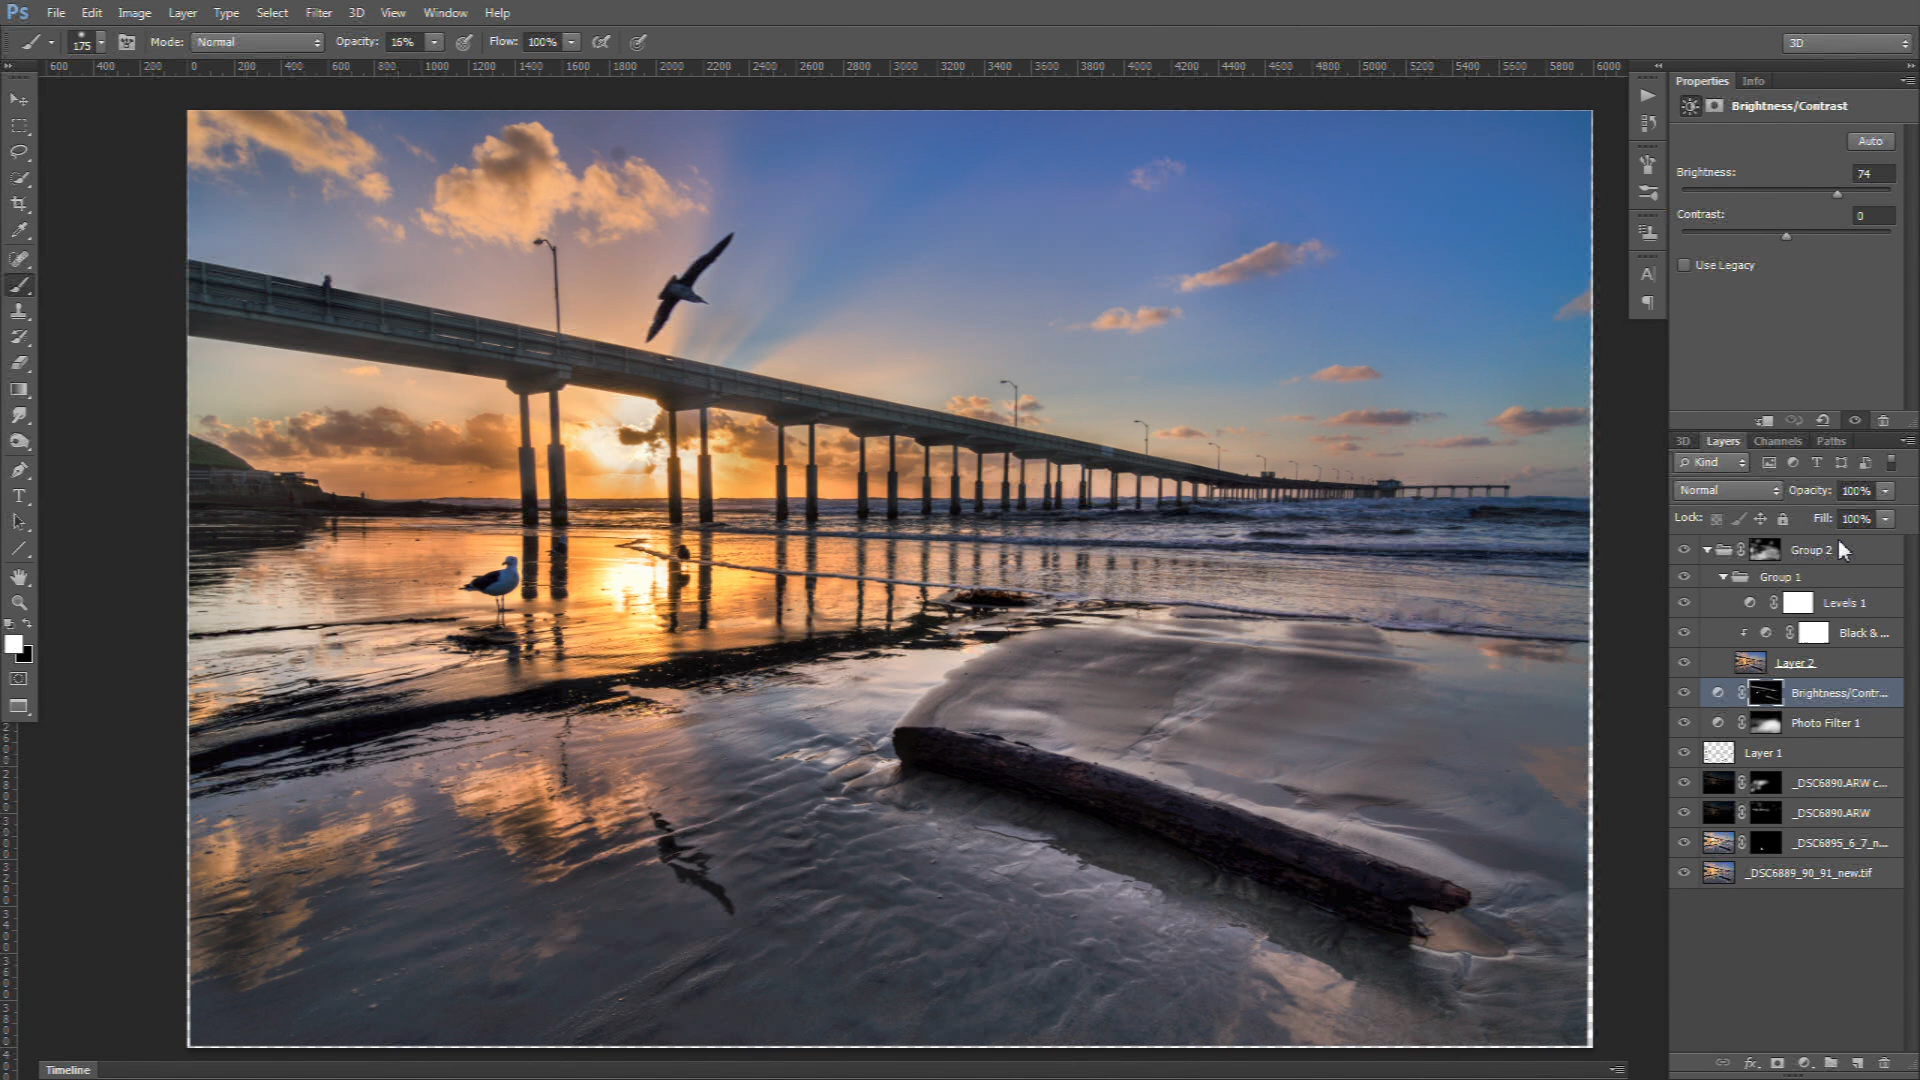 Ps File Edit Image Layer Type Select Filter 3D View Window Help
175 Mode: Normal Opacity: 16% Flow: 100% 3D
600 400 200 0 200 400 600 800 1000 1200 1400 1600 1800 2000 2200 2400 2600 2800 3000 3200 3400 3600 3800 4000 4200 4400 4600 4800 5000 5200 5400 5600 5800 6000
Properties Info
Brightness/Contrast
Auto
Brightness: 74
Contrast: 0
Use Legacy
3D Layers Channels Paths
Kind
Normal Opacity: 100%
Lock: Fill: 100%
Group 2
Group 1
Levels 1
Black & ...
Layer 2
Brightness/Contr...
Photo Filter 1
Layer 1
_DSC6890.ARW c...
_DSC6890.ARW
_DSC6895_6_7_n...
_DSC6889_90_91_new.tif
Timeline